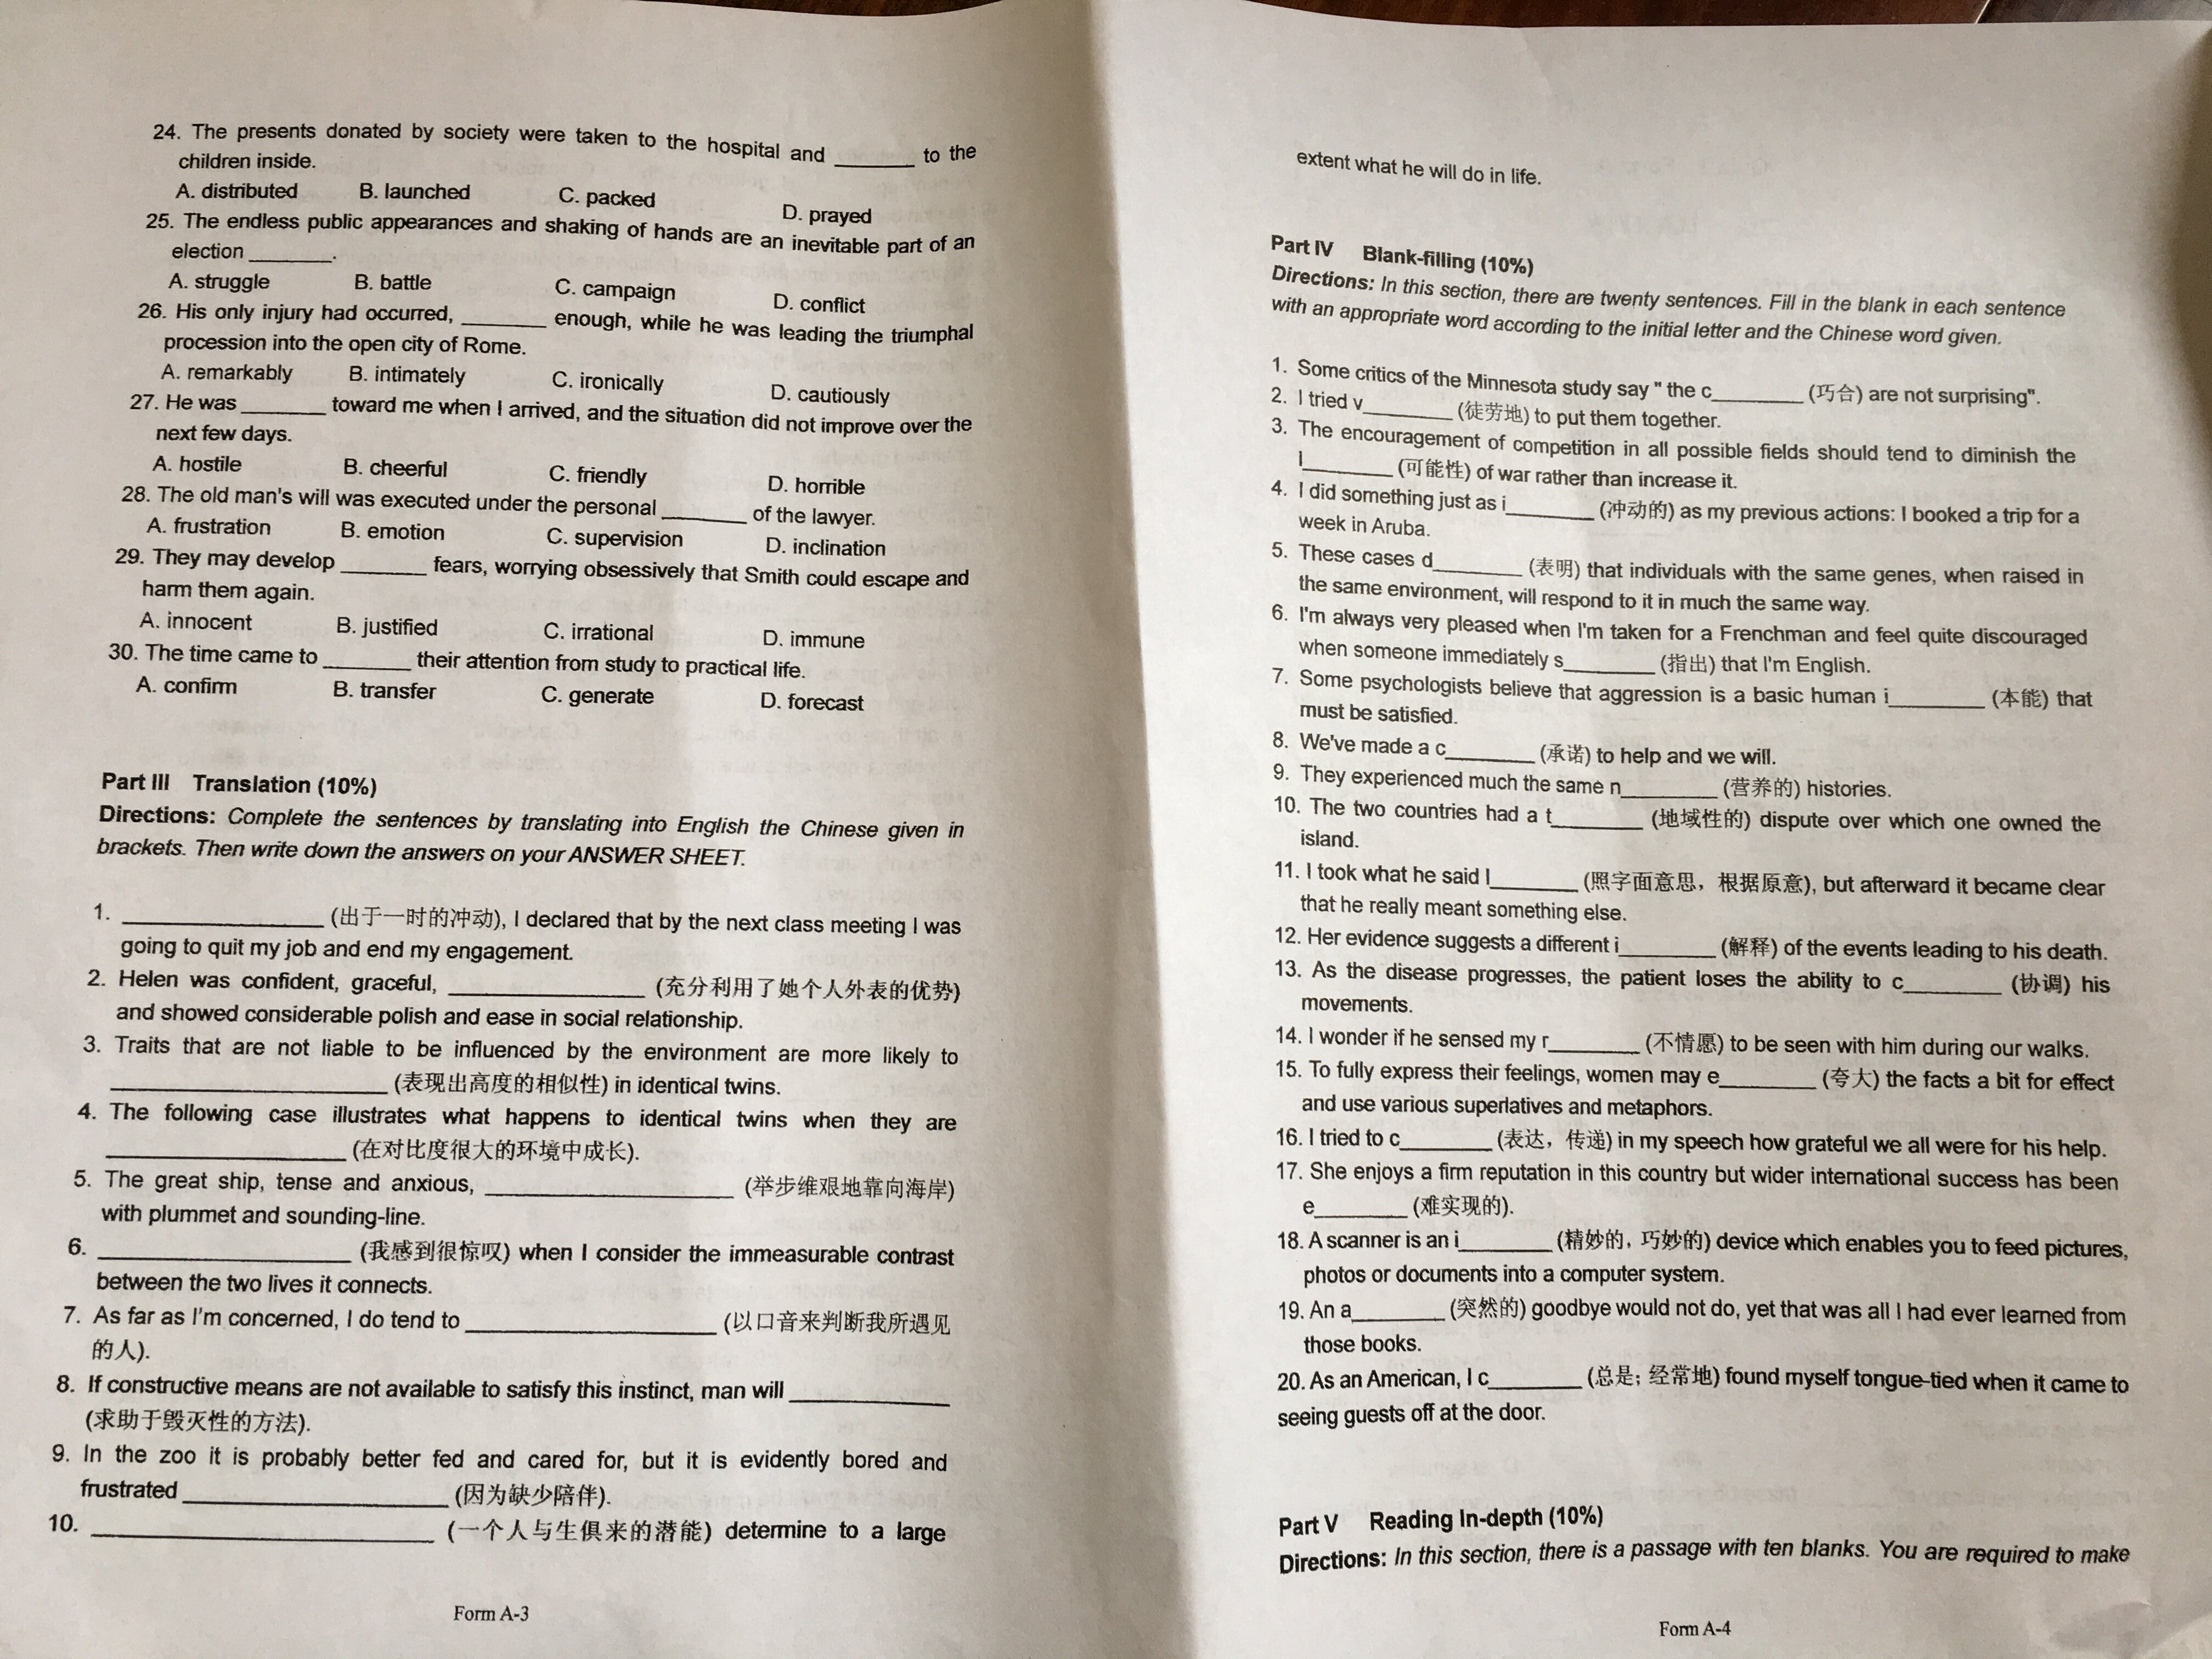 24. The presents donated by society were taken to the hospital and ________ to the
children inside.
A. distributed B. launched C. packed D. prayed
25. The endless public appearances and shaking of hands are an inevitable part of an
election ________.
A. struggle B. battle C. campaign D. conflict
26. His only injury had occurred, ________ enough, while he was leading the triumphal
procession into the open city of Rome.
A. remarkably B. intimately C. ironically D. cautiously
27. He was ________ toward me when I arrived, and the situation did not improve over the
next few days.
A. hostile B. cheerful C. friendly D. horrible
28. The old man's will was executed under the personal ________ of the lawyer.
A. frustration B. emotion C. supervision D. inclination
29. They may develop ________ fears, worrying obsessively that Smith could escape and
harm them again.
A. innocent B. justified C. irrational D. immune
30. The time came to ________ their attention from study to practical life.
A. confirm B. transfer C. generate D. forecast
Part III Translation (10%)
Directions: Complete the sentences by translating into English the Chinese given in
brackets. Then write down the answers on your ANSWER SHEET.
1. ____________________ (出于一时的冲动), I declared that by the next class meeting I was
going to quit my job and end my engagement.
2. Helen was confident, graceful, ____________________ (充分利用了她个人外表的优势)
and showed considerable polish and ease in social relationship.
3. Traits that are not liable to be influenced by the environment are more likely to
____________________ (表现出高度的相似性) in identical twins.
4. The following case illustrates what happens to identical twins when they are
____________________ (在对比度很大的环境中成长).
5. The great ship, tense and anxious, ____________________ (举步维艰地靠向海岸)
with plummet and sounding-line.
6. ____________________ (我感到很惊叹) when I consider the immeasurable contrast
between the two lives it connects.
7. As far as I'm concerned, I do tend to ____________________ (以口音来判断我所遇见
的人).
8. If constructive means are not available to satisfy this instinct, man will ____________
(求助于毁灭性的方法).
9. In the zoo it is probably better fed and cared for, but it is evidently bored and
frustrated ____________________ (因为缺少陪伴).
10. ____________________ (一个人与生俱来的潜能) determine to a large
Form A-3
extent what he will do in life.
Part IV Blank-filling (10%)
Directions: In this section, there are twenty sentences. Fill in the blank in each sentence
with an appropriate word according to the initial letter and the Chinese word given.
1. Some critics of the Minnesota study say " the c________ (巧合) are not surprising".
2. I tried v________ (徒劳地) to put them together.
3. The encouragement of competition in all possible fields should tend to diminish the
l________ (可能性) of war rather than increase it.
4. I did something just as i________ (冲动的) as my previous actions: I booked a trip for a
week in Aruba.
5. These cases d________ (表明) that individuals with the same genes, when raised in
the same environment, will respond to it in much the same way.
6. I'm always very pleased when I'm taken for a Frenchman and feel quite discouraged
when someone immediately s________ (指出) that I'm English.
7. Some psychologists believe that aggression is a basic human i________ (本能) that
must be satisfied.
8. We've made a c________ (承诺) to help and we will.
9. They experienced much the same n________ (营养的) histories.
10. The two countries had a t________ (地域性的) dispute over which one owned the
island.
11. I took what he said l________ (照字面意思，根据原意), but afterward it became clear
that he really meant something else.
12. Her evidence suggests a different i________ (解释) of the events leading to his death.
13. As the disease progresses, the patient loses the ability to c________ (协调) his
movements.
14. I wonder if he sensed my r________ (不情愿) to be seen with him during our walks.
15. To fully express their feelings, women may e________ (夸大) the facts a bit for effect
and use various superlatives and metaphors.
16. I tried to c________ (表达，传递) in my speech how grateful we all were for his help.
17. She enjoys a firm reputation in this country but wider international success has been
e________ (难实现的).
18. A scanner is an i________ (精妙的，巧妙的) device which enables you to feed pictures,
photos or documents into a computer system.
19. An a________ (突然的) goodbye would not do, yet that was all I had ever learned from
those books.
20. As an American, I c________ (总是; 经常地) found myself tongue-tied when it came to
seeing guests off at the door.
Part V Reading In-depth (10%)
Directions: In this section, there is a passage with ten blanks. You are required to make
Form A-4